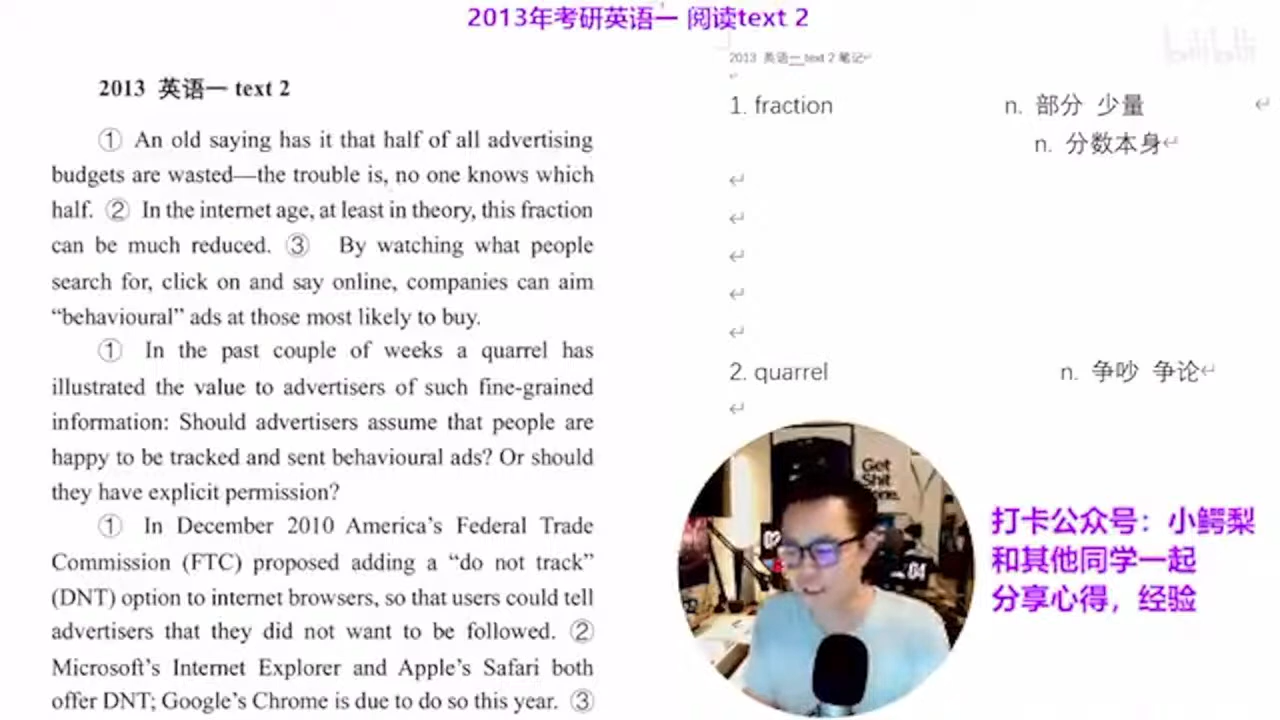 2013年考研英语一 阅读text 2
bilibili
2013 英语一 text 2
① An old saying has it that half of all advertising
budgets are wasted—the trouble is, no one knows which
half. ② In the internet age, at least in theory, this fraction
can be much reduced. ③ By watching what people
search for, click on and say online, companies can aim
“behavioural” ads at those most likely to buy.
① In the past couple of weeks a quarrel has
illustrated the value to advertisers of such fine-grained
information: Should advertisers assume that people are
happy to be tracked and sent behavioural ads? Or should
they have explicit permission?
① In December 2010 America’s Federal Trade
Commission (FTC) proposed adding a “do not track”
(DNT) option to internet browsers, so that users could tell
advertisers that they did not want to be followed. ②
Microsoft’s Internet Explorer and Apple’s Safari both
offer DNT; Google’s Chrome is due to do so this year. ③
2013 英语一 text 2 笔记
1. fraction n. 部分 少量
n. 分数本身
2. quarrel n. 争吵 争论
Get
Shit
Done.
04
打卡公众号：小鳄梨
和其他同学一起
分享心得，经验